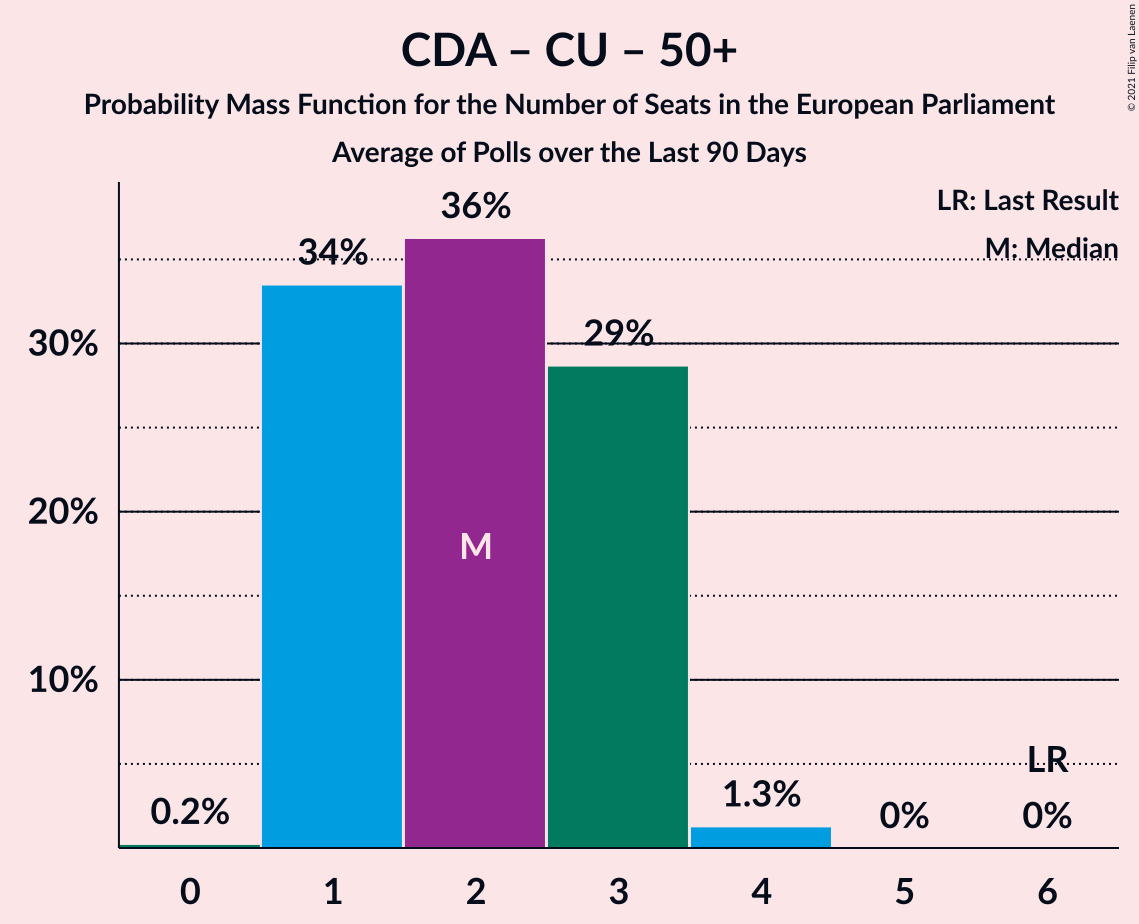 CDA – CU – 50+
Probability Mass Function for the Number of Seats in the European Parliament
Average of Polls over the Last 90 Days
© 2021 Filip van Laenen
LR: Last Result
M: Median
36%
34%
29%
30%
20%
10%
M
LR
0.2%
1.3%
0%
0%
0
1
2
3
4
5
6